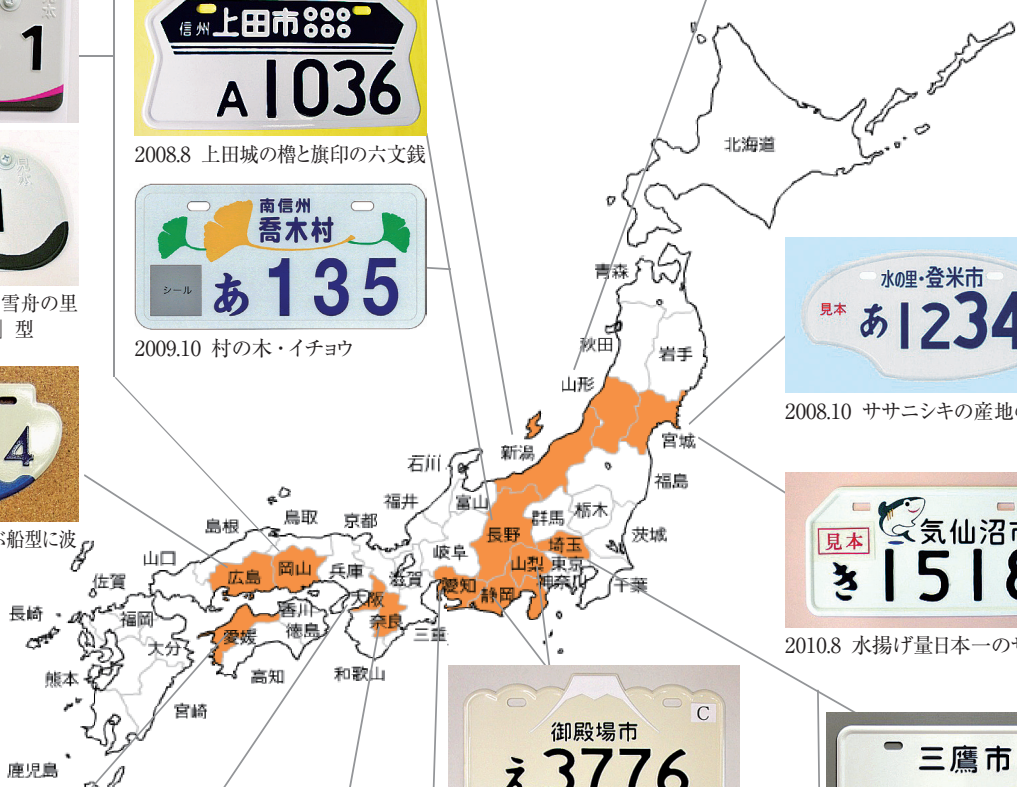 1
信州 上田市
A 1036
2008.8 上田城の櫓と旗印の六文銭
南信州
喬木村
シール
あ 135
2009.10 村の木・イチョウ
見本
雪舟の里
型
4
船型に波
水の里・登米市
見本
あ 1234
2008.10 ササニシキの産地
見本
気仙沼市
き 1518
2010.8 水揚げ量日本一の
C
御殿場市
え 3776
三鷹市
北海道
青森
秋田
岩手
山形
宮城
新潟
福島
石川
富山
福井
群馬
栃木
長野
茨城
埼玉
岐阜
山梨
東京
神奈川
千葉
愛知
静岡
滋賀
京都
鳥取
島根
兵庫
岡山
広島
山口
大阪
奈良
三重
和歌山
香川
徳島
愛媛
高知
佐賀
長崎
福岡
大分
熊本
宮崎
鹿児島